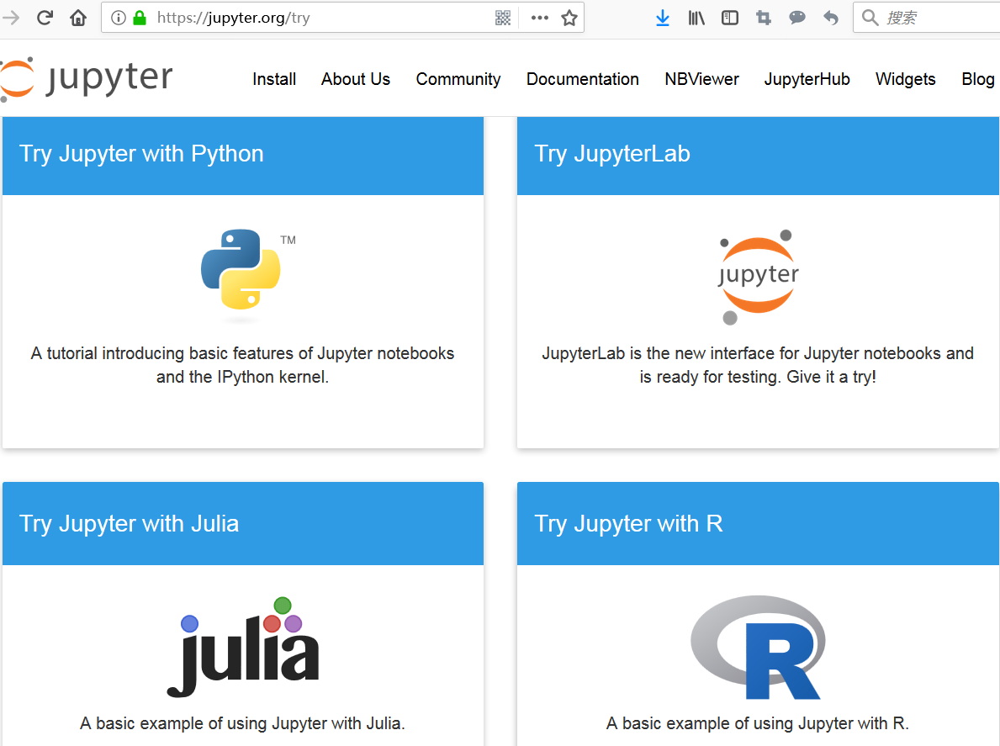 https://jupyter.org/try
搜索
jupyter
Install About Us Community Documentation NBViewer JupyterHub Widgets Blog
Try Jupyter with Python
TM
A tutorial introducing basic features of Jupyter notebooks
and the IPython kernel.
Try JupyterLab
jupyter
JupyterLab is the new interface for Jupyter notebooks and
is ready for testing. Give it a try!
Try Jupyter with Julia
julia
A basic example of using Jupyter with Julia.
Try Jupyter with R
R
A basic example of using Jupyter with R.